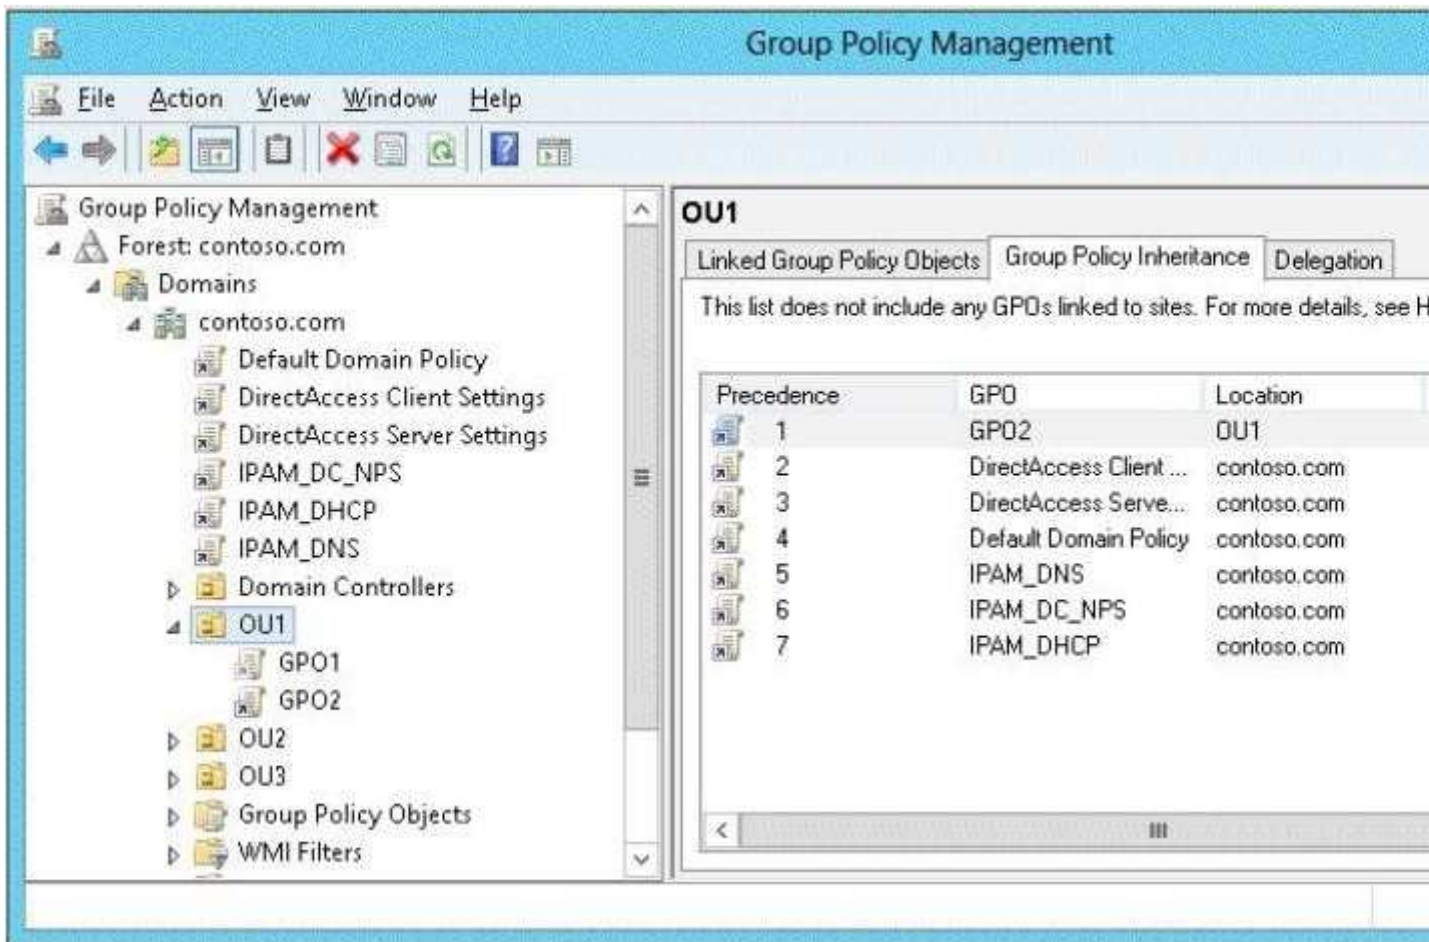 Group Policy Management
File Action View Window Help
Group Policy Management
Forest: contoso.com
Domains
contoso.com
Default Domain Policy
DirectAccess Client Settings
DirectAccess Server Settings
IPAM_DC_NPS
IPAM_DHCP
IPAM_DNS
Domain Controllers
OU1
GPO1
GPO2
OU2
OU3
Group Policy Objects
WMI Filters
OU1
Linked Group Policy Objects Group Policy Inheritance Delegation
This list does not include any GPOs linked to sites. For more details, see H
Precedence GPO Location
1 GPO2 OU1
2 DirectAccess Client ... contoso.com
3 DirectAccess Serve... contoso.com
4 Default Domain Policy contoso.com
5 IPAM_DNS contoso.com
6 IPAM_DC_NPS contoso.com
7 IPAM_DHCP contoso.com